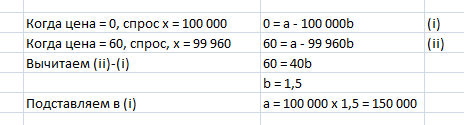 Когда цена = 0, спрос x = 100 000 0 = a - 100 000b (i)
Когда цена = 60, спрос, x = 99 960 60 = a - 99 960b (ii)
Вычитаем (ii)-(i) 60 = 40b
b = 1,5
Подставляем в (i) a = 100 000 x 1,5 = 150 000